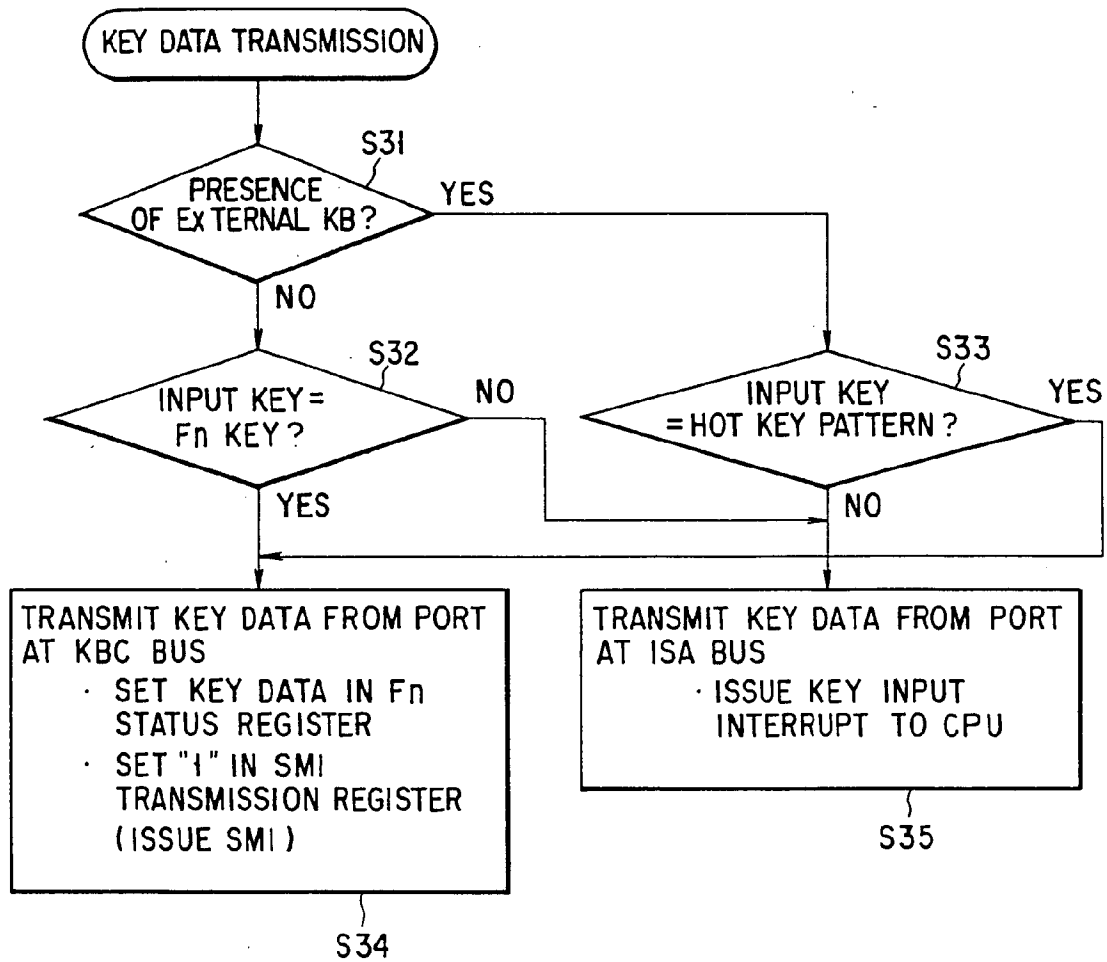 KEY DATA TRANSMISSION
S31
PRESENCE
OF EXTERNAL KB?
YES
NO
S32
INPUT KEY=
Fn KEY?
NO
YES
S33
INPUT KEY
=HOT KEY PATTERN?
YES
NO
TRANSMIT KEY DATA FROM PORT
AT KBC BUS
· SET KEY DATA IN Fn
STATUS REGISTER
· SET "1" IN SMI
TRANSMISSION REGISTER
(ISSUE SMI)
S34
TRANSMIT KEY DATA FROM PORT
AT ISA BUS
· ISSUE KEY INPUT
INTERRUPT TO CPU
S35